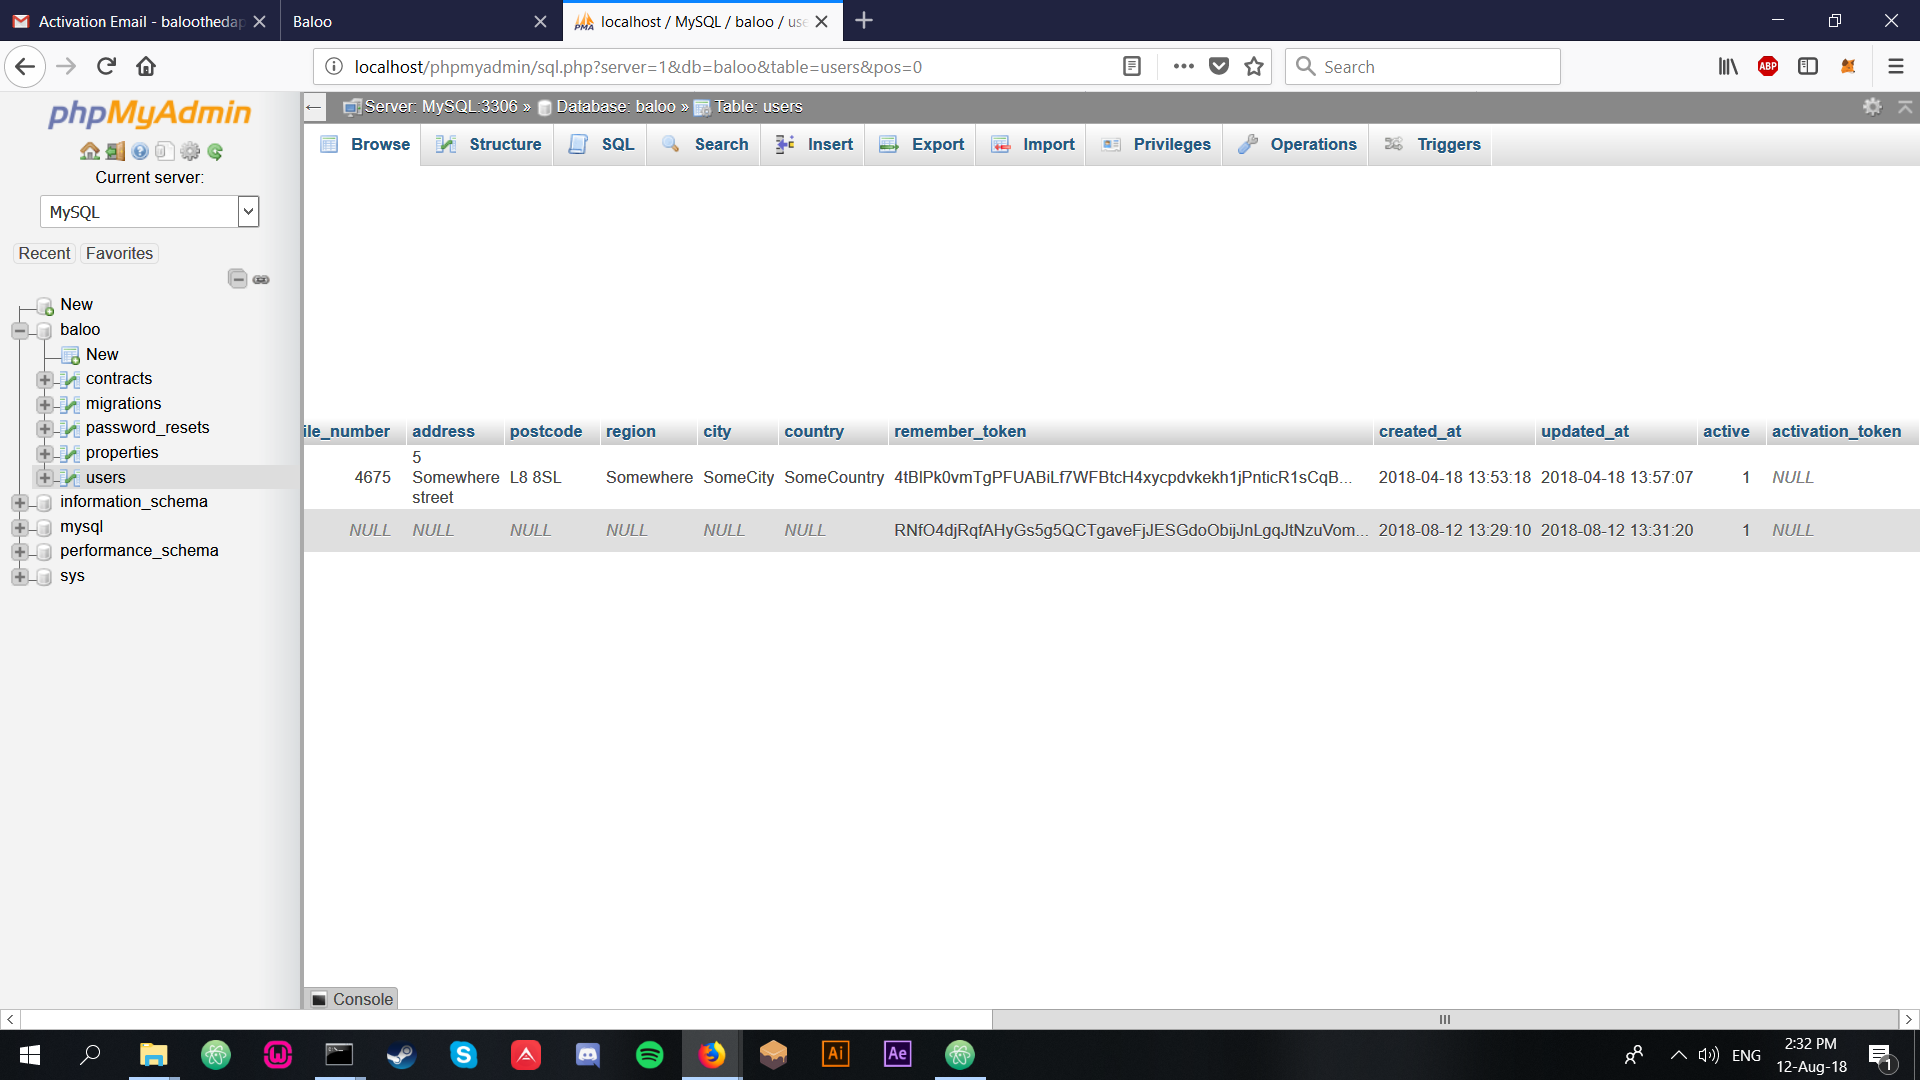 Activation Email - baloothedap
Baloo
localhost / MySQL / baloo / use
localhost/phpmyadmin/sql.php?server=1&db=baloo&table=users&pos=0
Search
ABP
phpMyAdmin
Server: MySQL:3306 » Database: baloo » Table: users
Browse Structure SQL Search Insert Export Import Privileges Operations Triggers
Current server:
MySQL
Recent Favorites
New
baloo
New
contracts
migrations
password_resets
properties
users
information_schema
mysql
performance_schema
sys
ile_number address postcode region city country remember_token created_at updated_at active activation_token
4675 5 Somewhere street L8 8SL Somewhere SomeCity SomeCountry 4tBlPk0vmTgPFUABiLf7WFBtcH4xycpdvkekh1jPnticR1sCqB... 2018-04-18 13:53:18 2018-04-18 13:57:07 1 NULL
NULL NULL NULL NULL NULL NULL RNfO4djRqfAHyGs5g5QCTgaveFjJESGdoObijJnLgqJtNzuVom... 2018-08-12 13:29:10 2018-08-12 13:31:20 1 NULL
Console
Ai
Ae
ENG
2:32 PM
12-Aug-18
1